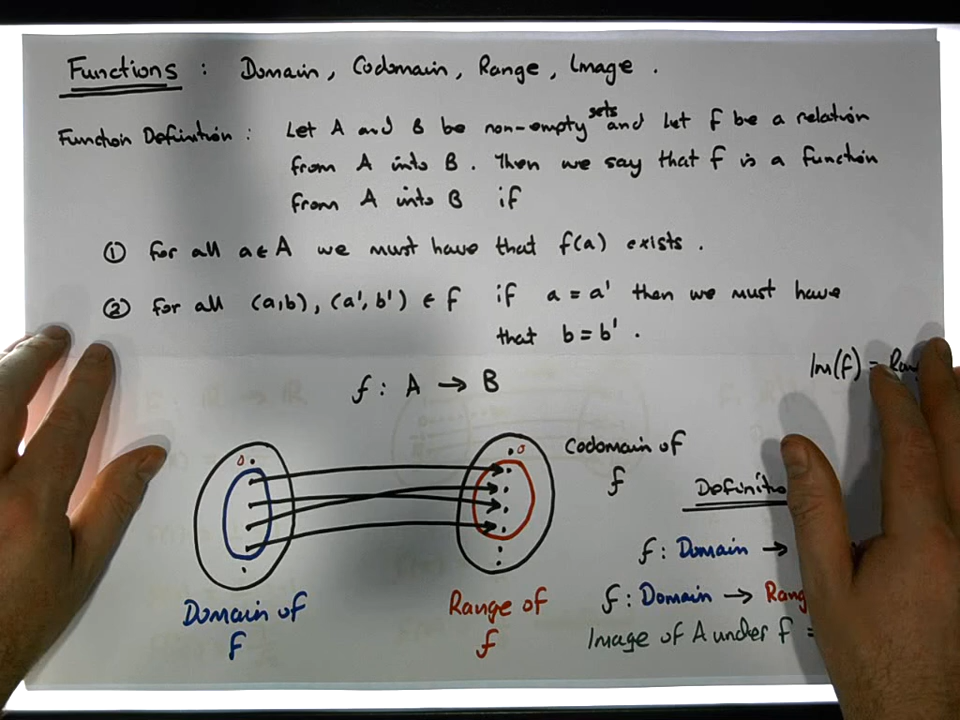 Functions : Domain, Codomain, Range, Image.
Function Definition : Let A and B be non-empty sets and let f be a relation
from A into B. Then we say that f is a function
from A into B if
① for all a ∈ A we must have that f(a) exists.
② for all (a,b), (a',b') ∈ f if a = a' then we must have
that b = b'.
Im(f) =
f : A → B
Codomain of
f
Definitio
f : Domain →
f : Domain → Rang
Image of A under f =
Domain of
f
Range of
f